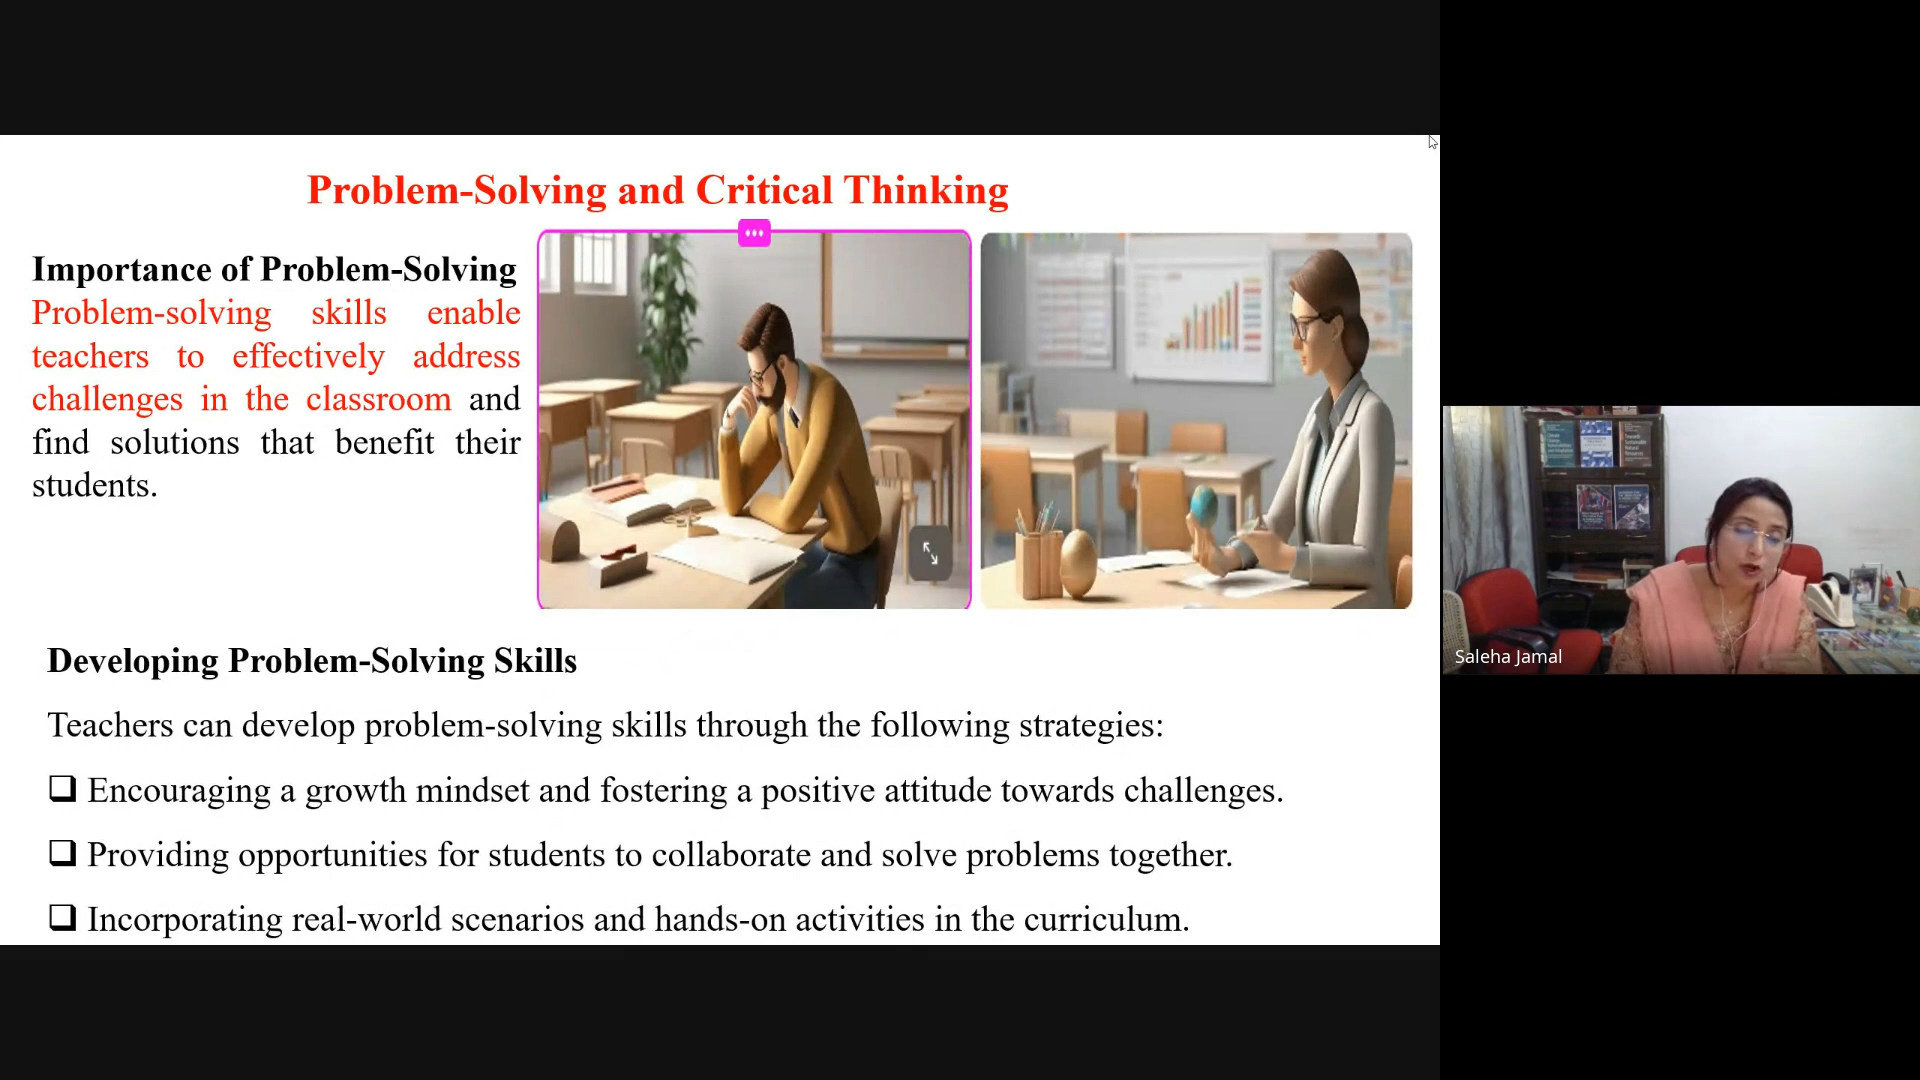 Problem-Solving and Critical Thinking
Importance of Problem-Solving
Problem-solving skills enable
teachers to effectively address
challenges in the classroom and
find solutions that benefit their
students.
Developing Problem-Solving Skills
Teachers can develop problem-solving skills through the following strategies:
❑ Encouraging a growth mindset and fostering a positive attitude towards challenges.
❑ Providing opportunities for students to collaborate and solve problems together.
❑ Incorporating real-world scenarios and hands-on activities in the curriculum.
Saleha Jamal